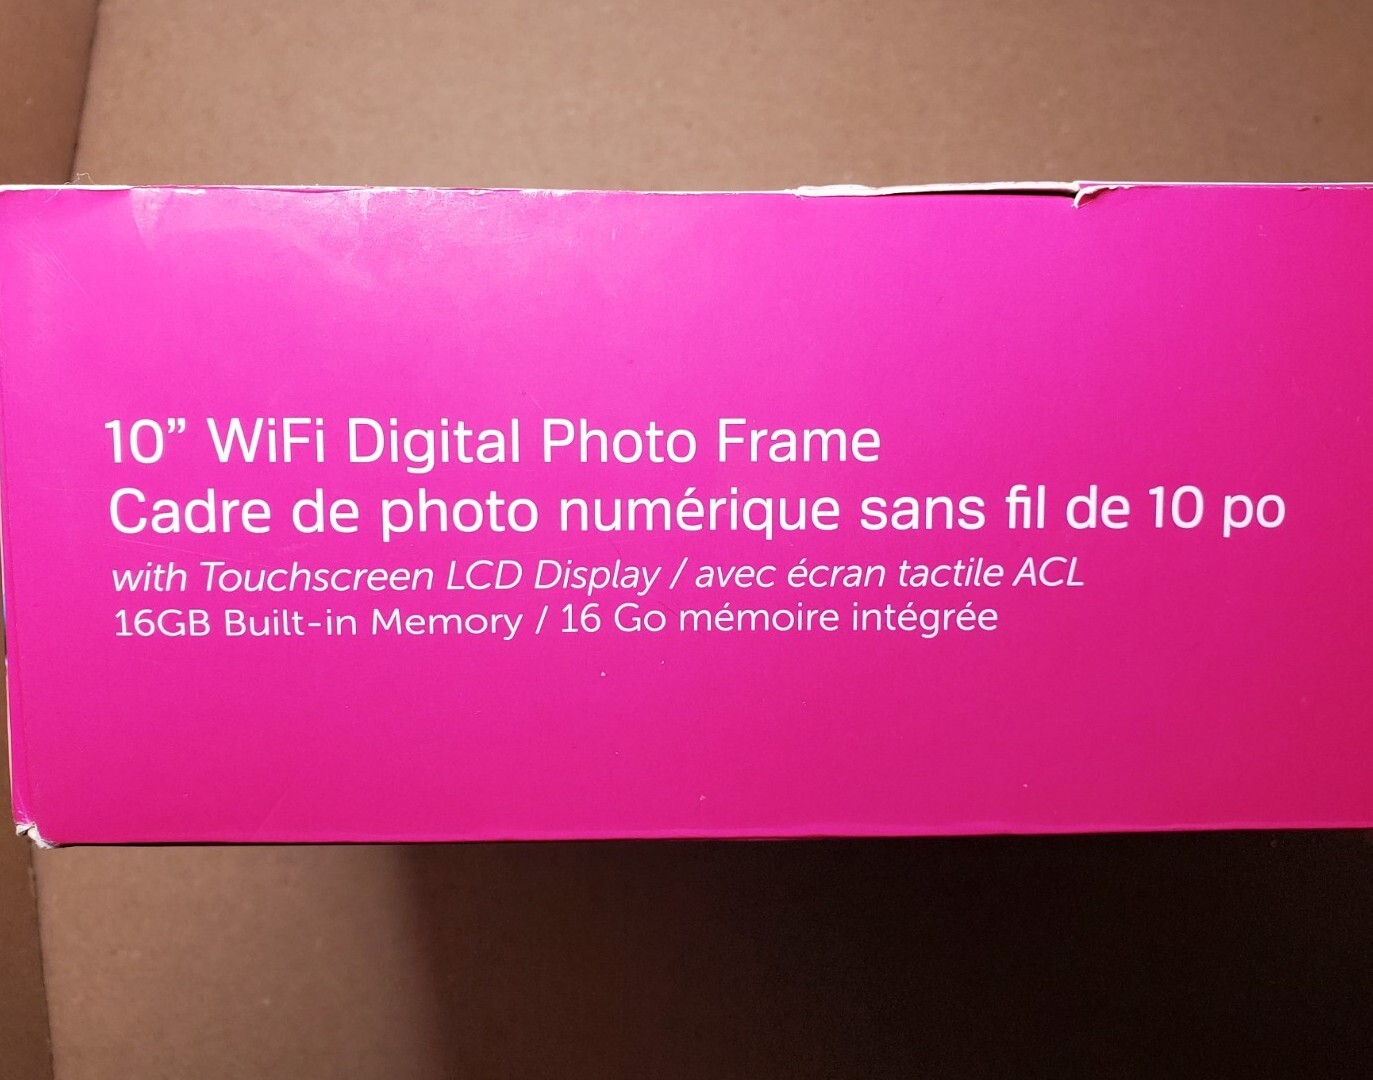 10” WiFi Digital Photo Frame
Cadre de photo numérique sans fil de 10 po
with Touchscreen LCD Display / avec écran tactile ACL
16GB Built-in Memory / 16 Go mémoire intégrée